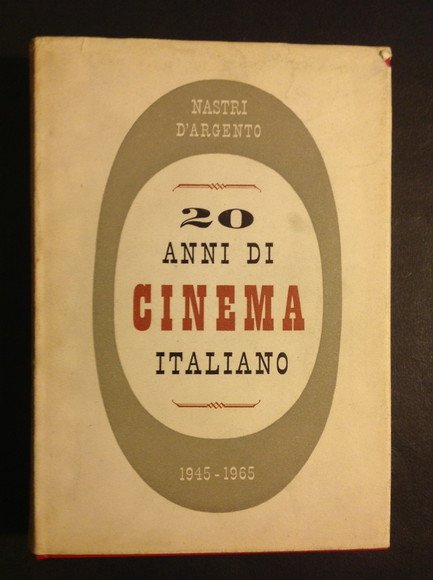 NASTRI
D'ARGENTO
20
ANNI DI
CINEMA
ITALIANO
1945-1965